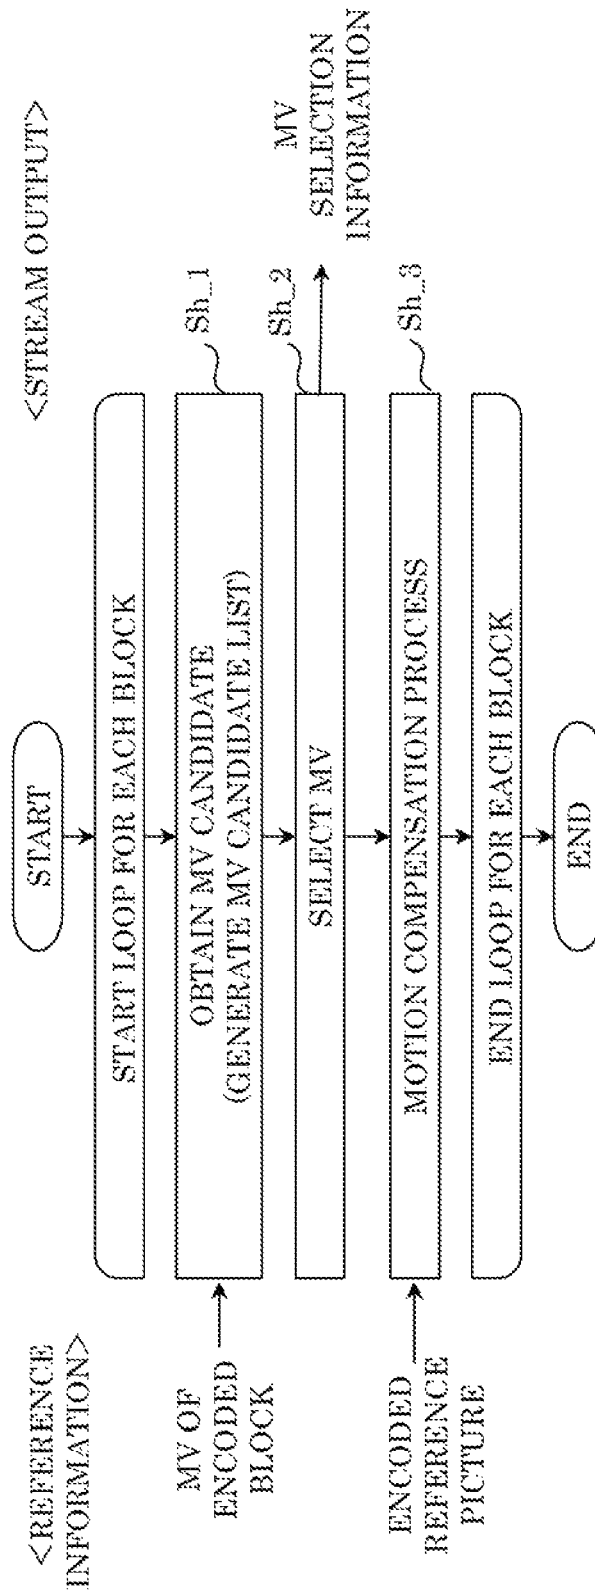 <REFERENCE
INFORMATION>
<STREAM OUTPUT>
START
START LOOP FOR EACH BLOCK
MV OF
ENCODED
BLOCK
OBTAIN MV CANDIDATE
(GENERATE MV CANDIDATE LIST)
Sh_1
SELECT MV
Sh_2
MV
SELECTION
INFORMATION
ENCODED
REFERENCE
PICTURE
MOTION COMPENSATION PROCESS
Sh_3
END LOOP FOR EACH BLOCK
END